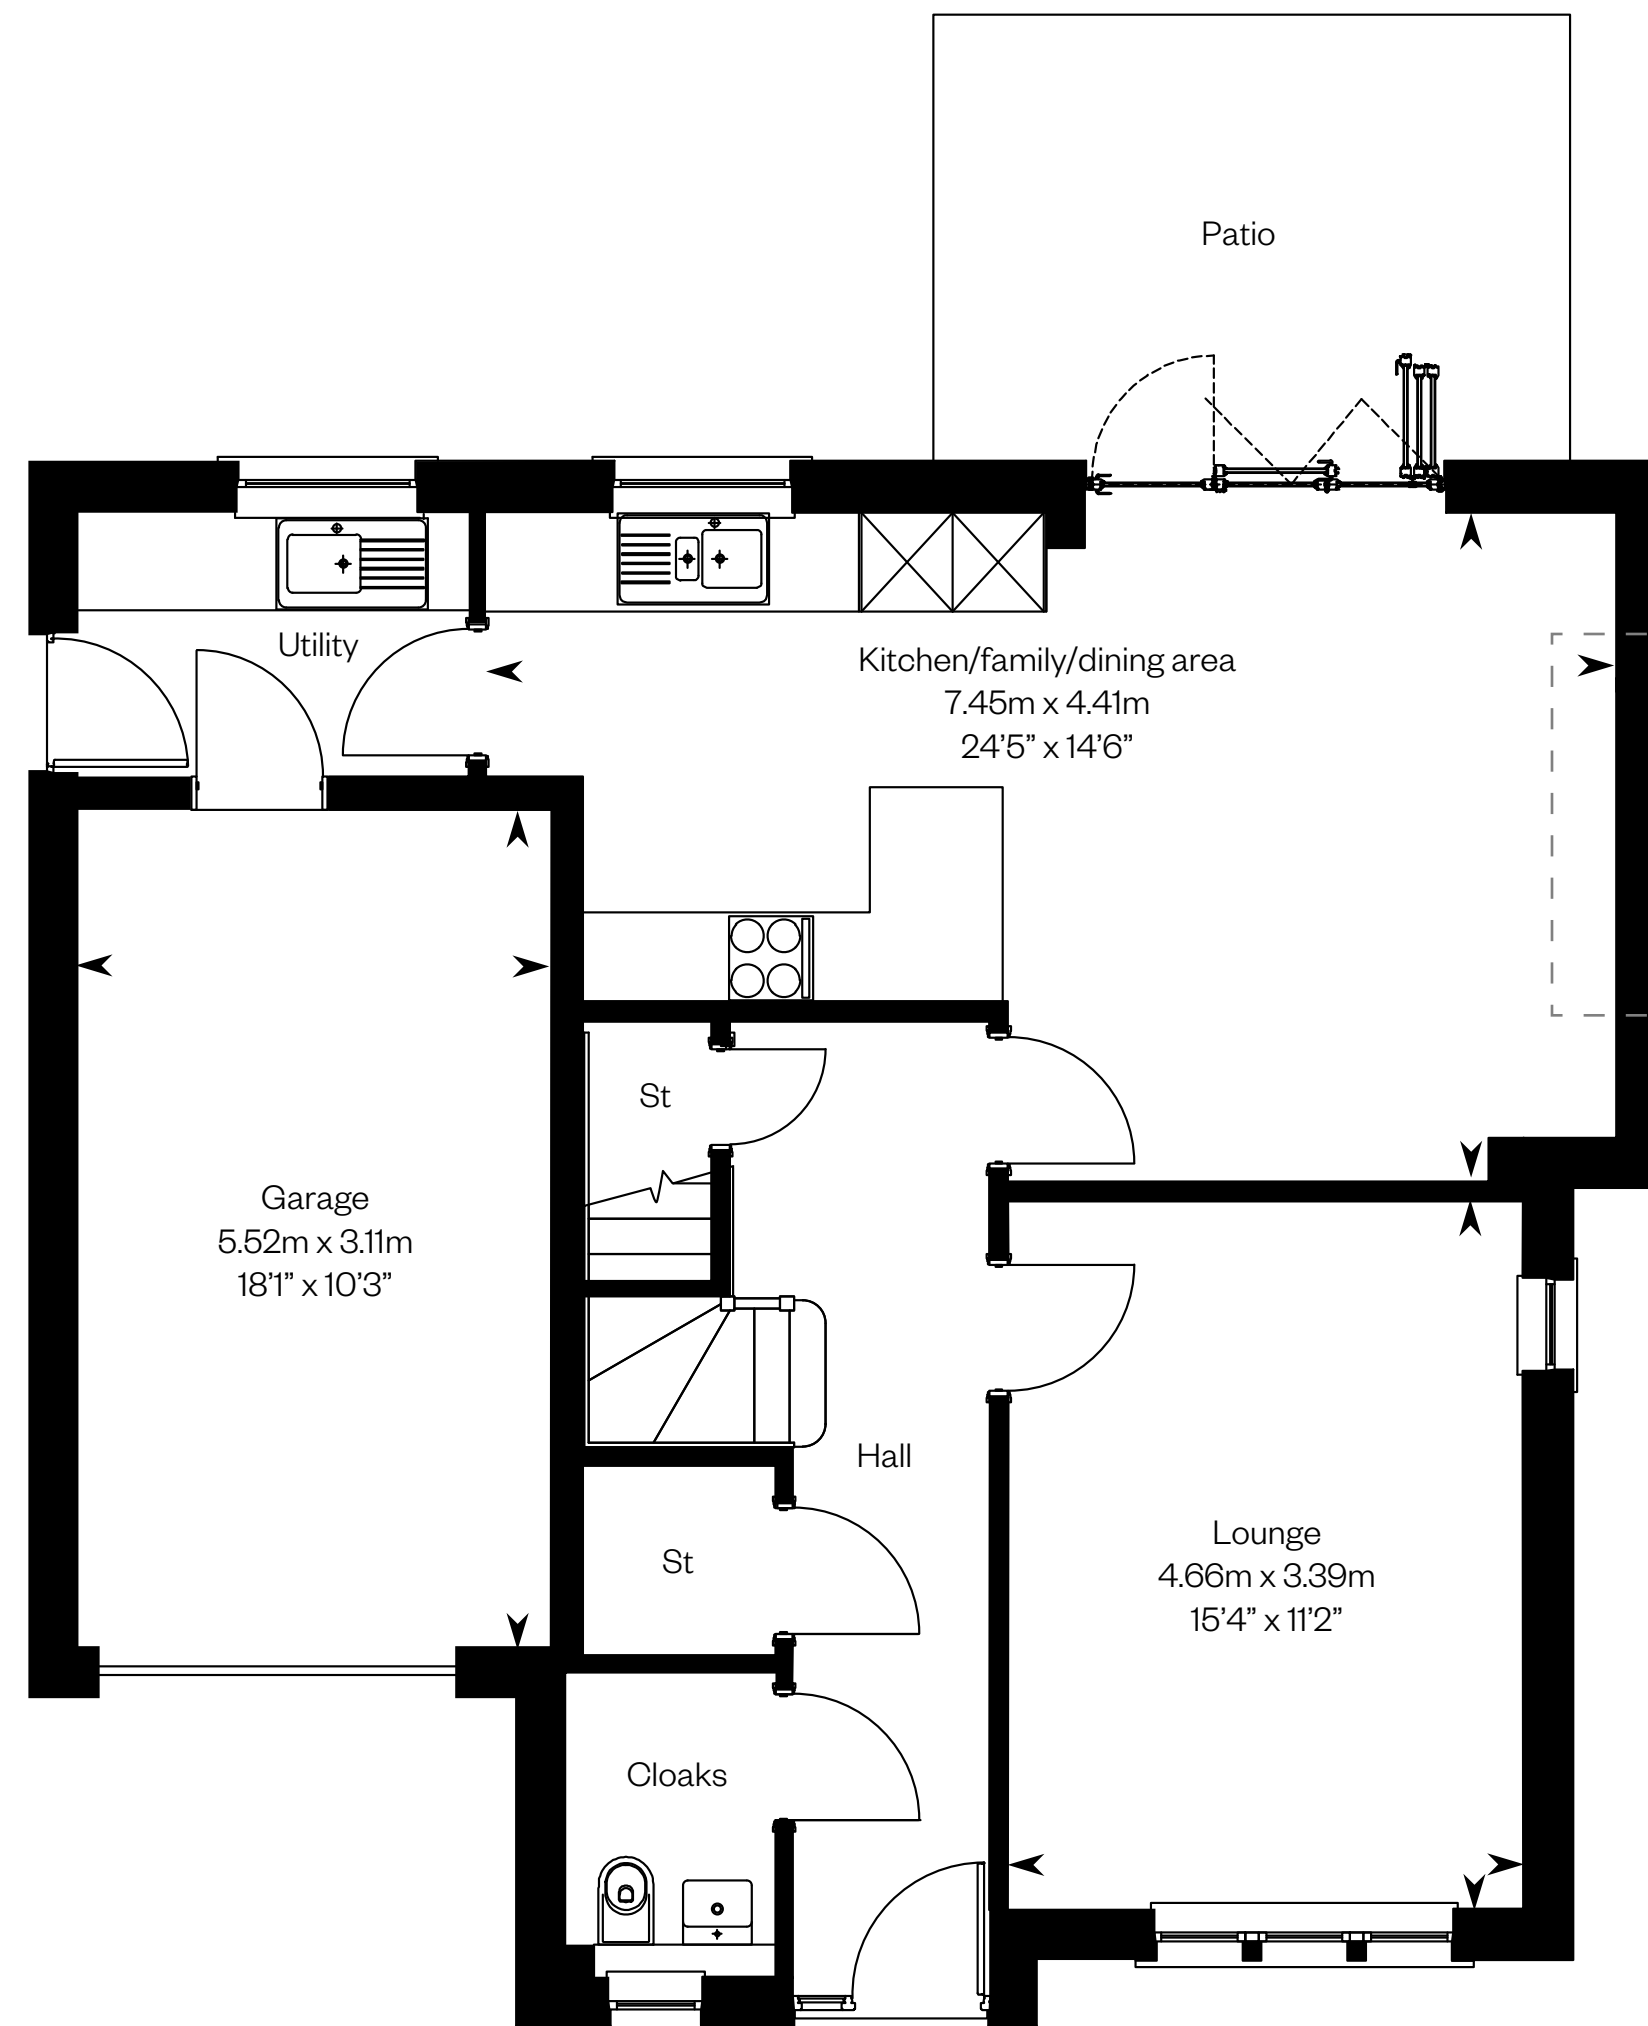 Patio
Utility
Kitchen/family/dining area
7.45m x 4.41m
24’5” x 14’6”
St
Garage
5.52m x 3.11m
18’1” x 10’3”
Hall
Lounge
4.66m x 3.39m
15’4” x 11’2”
St
Cloaks